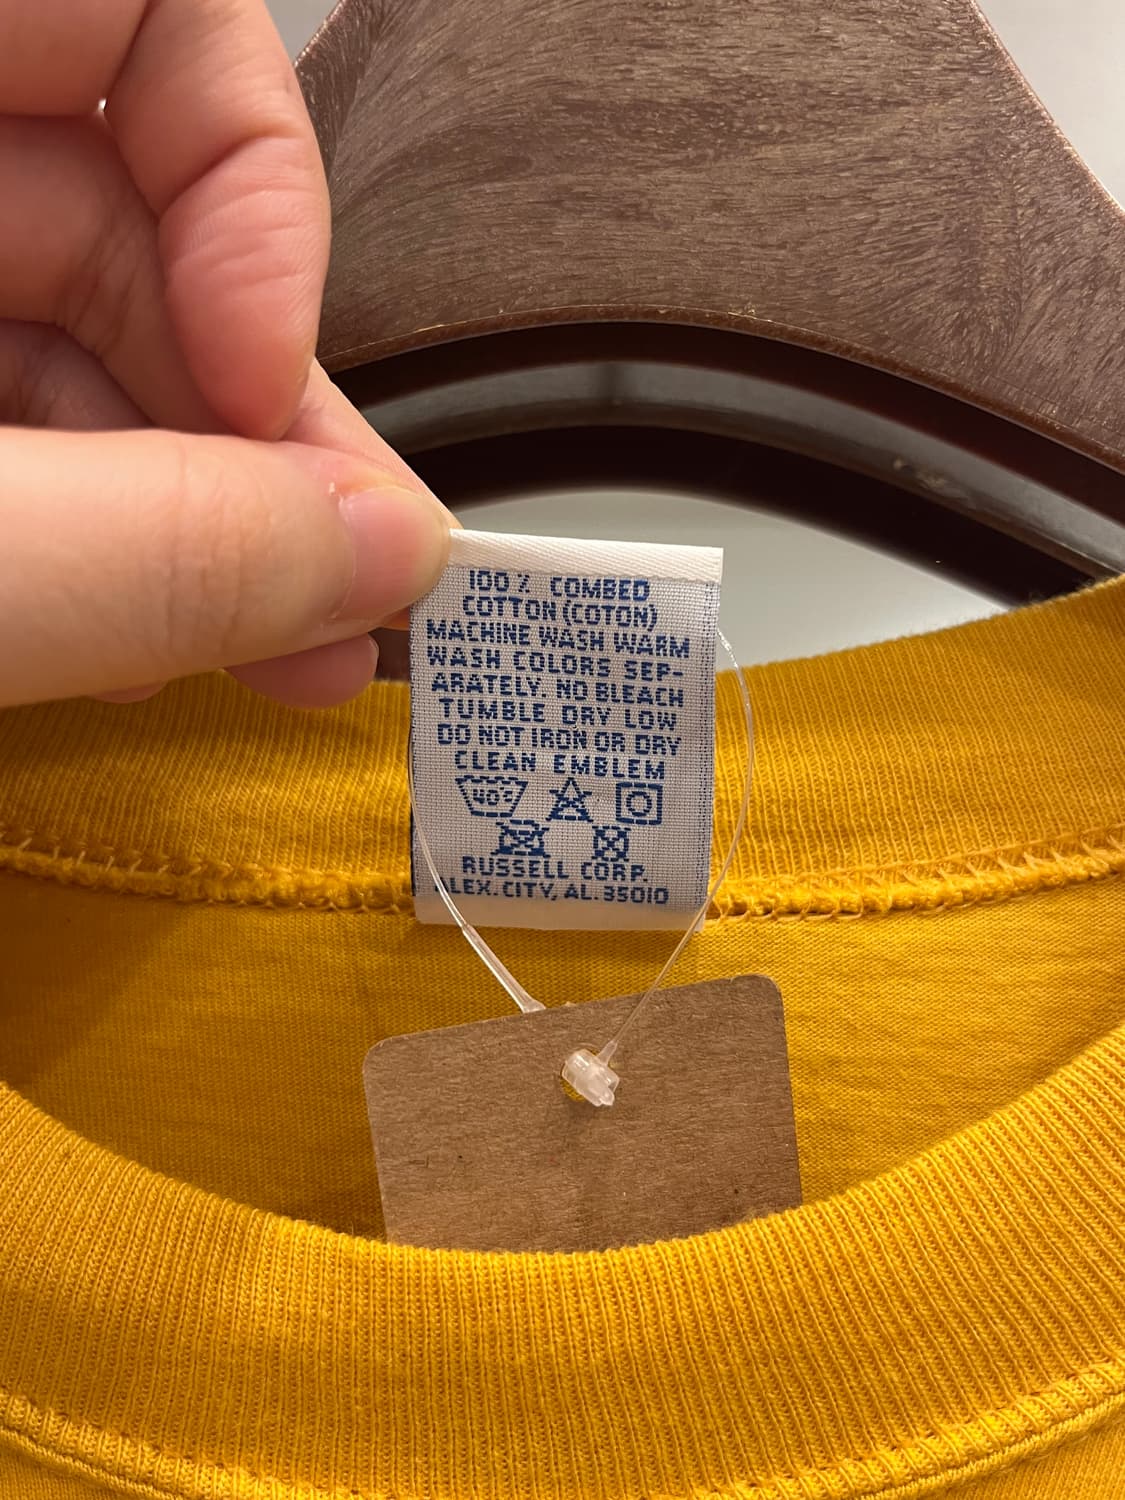 100% COMBED
COTTON (COTON)
MACHINE WASH WARM
WASH COLORS SEP-
ARATELY. NO BLEACH
TUMBLE DRY LOW
DO NOT IRON OR DRY
CLEAN EMBLEM
40°C
RUSSELL CORP.
ALEX. CITY, AL. 35010